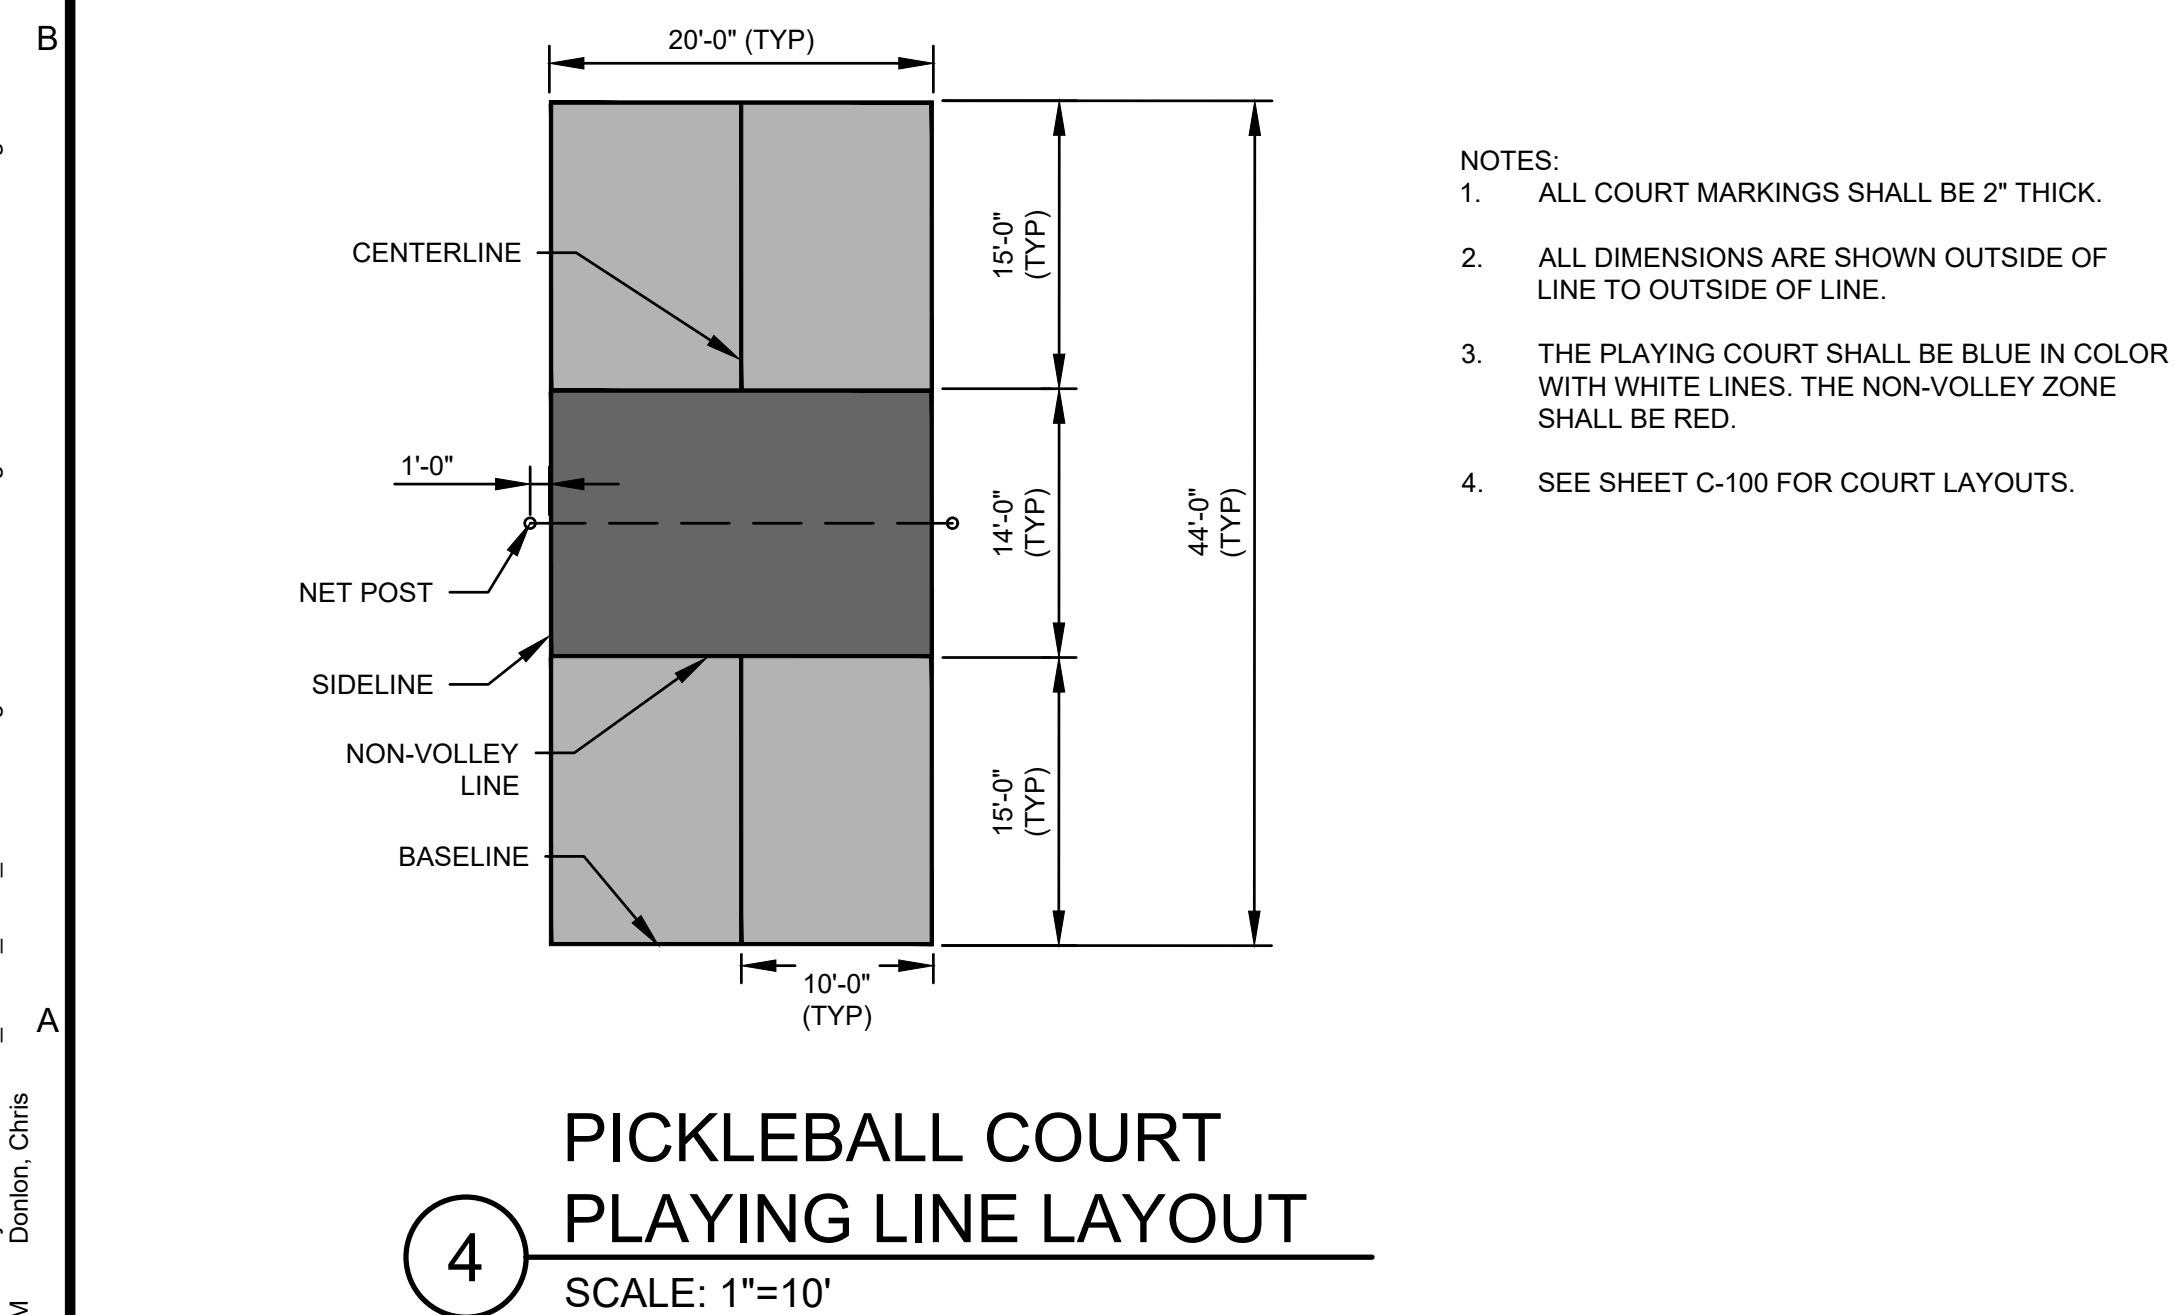 B
20'-0" (TYP)
CENTERLINE
15'-0"
(TYP)
1'-0"
14'-0"
(TYP)
44'-0"
(TYP)
NET POST
SIDELINE
NON-VOLLEY
LINE
15'-0"
(TYP)
BASELINE
10'-0"
(TYP)
A
NOTES:
1. ALL COURT MARKINGS SHALL BE 2" THICK.
2. ALL DIMENSIONS ARE SHOWN OUTSIDE OF
LINE TO OUTSIDE OF LINE.
3. THE PLAYING COURT SHALL BE BLUE IN COLOR
WITH WHITE LINES. THE NON-VOLLEY ZONE
SHALL BE RED.
4. SEE SHEET C-100 FOR COURT LAYOUTS.
Donlon, Chris
M
PICKLEBALL COURT
PLAYING LINE LAYOUT
4
SCALE: 1"=10'